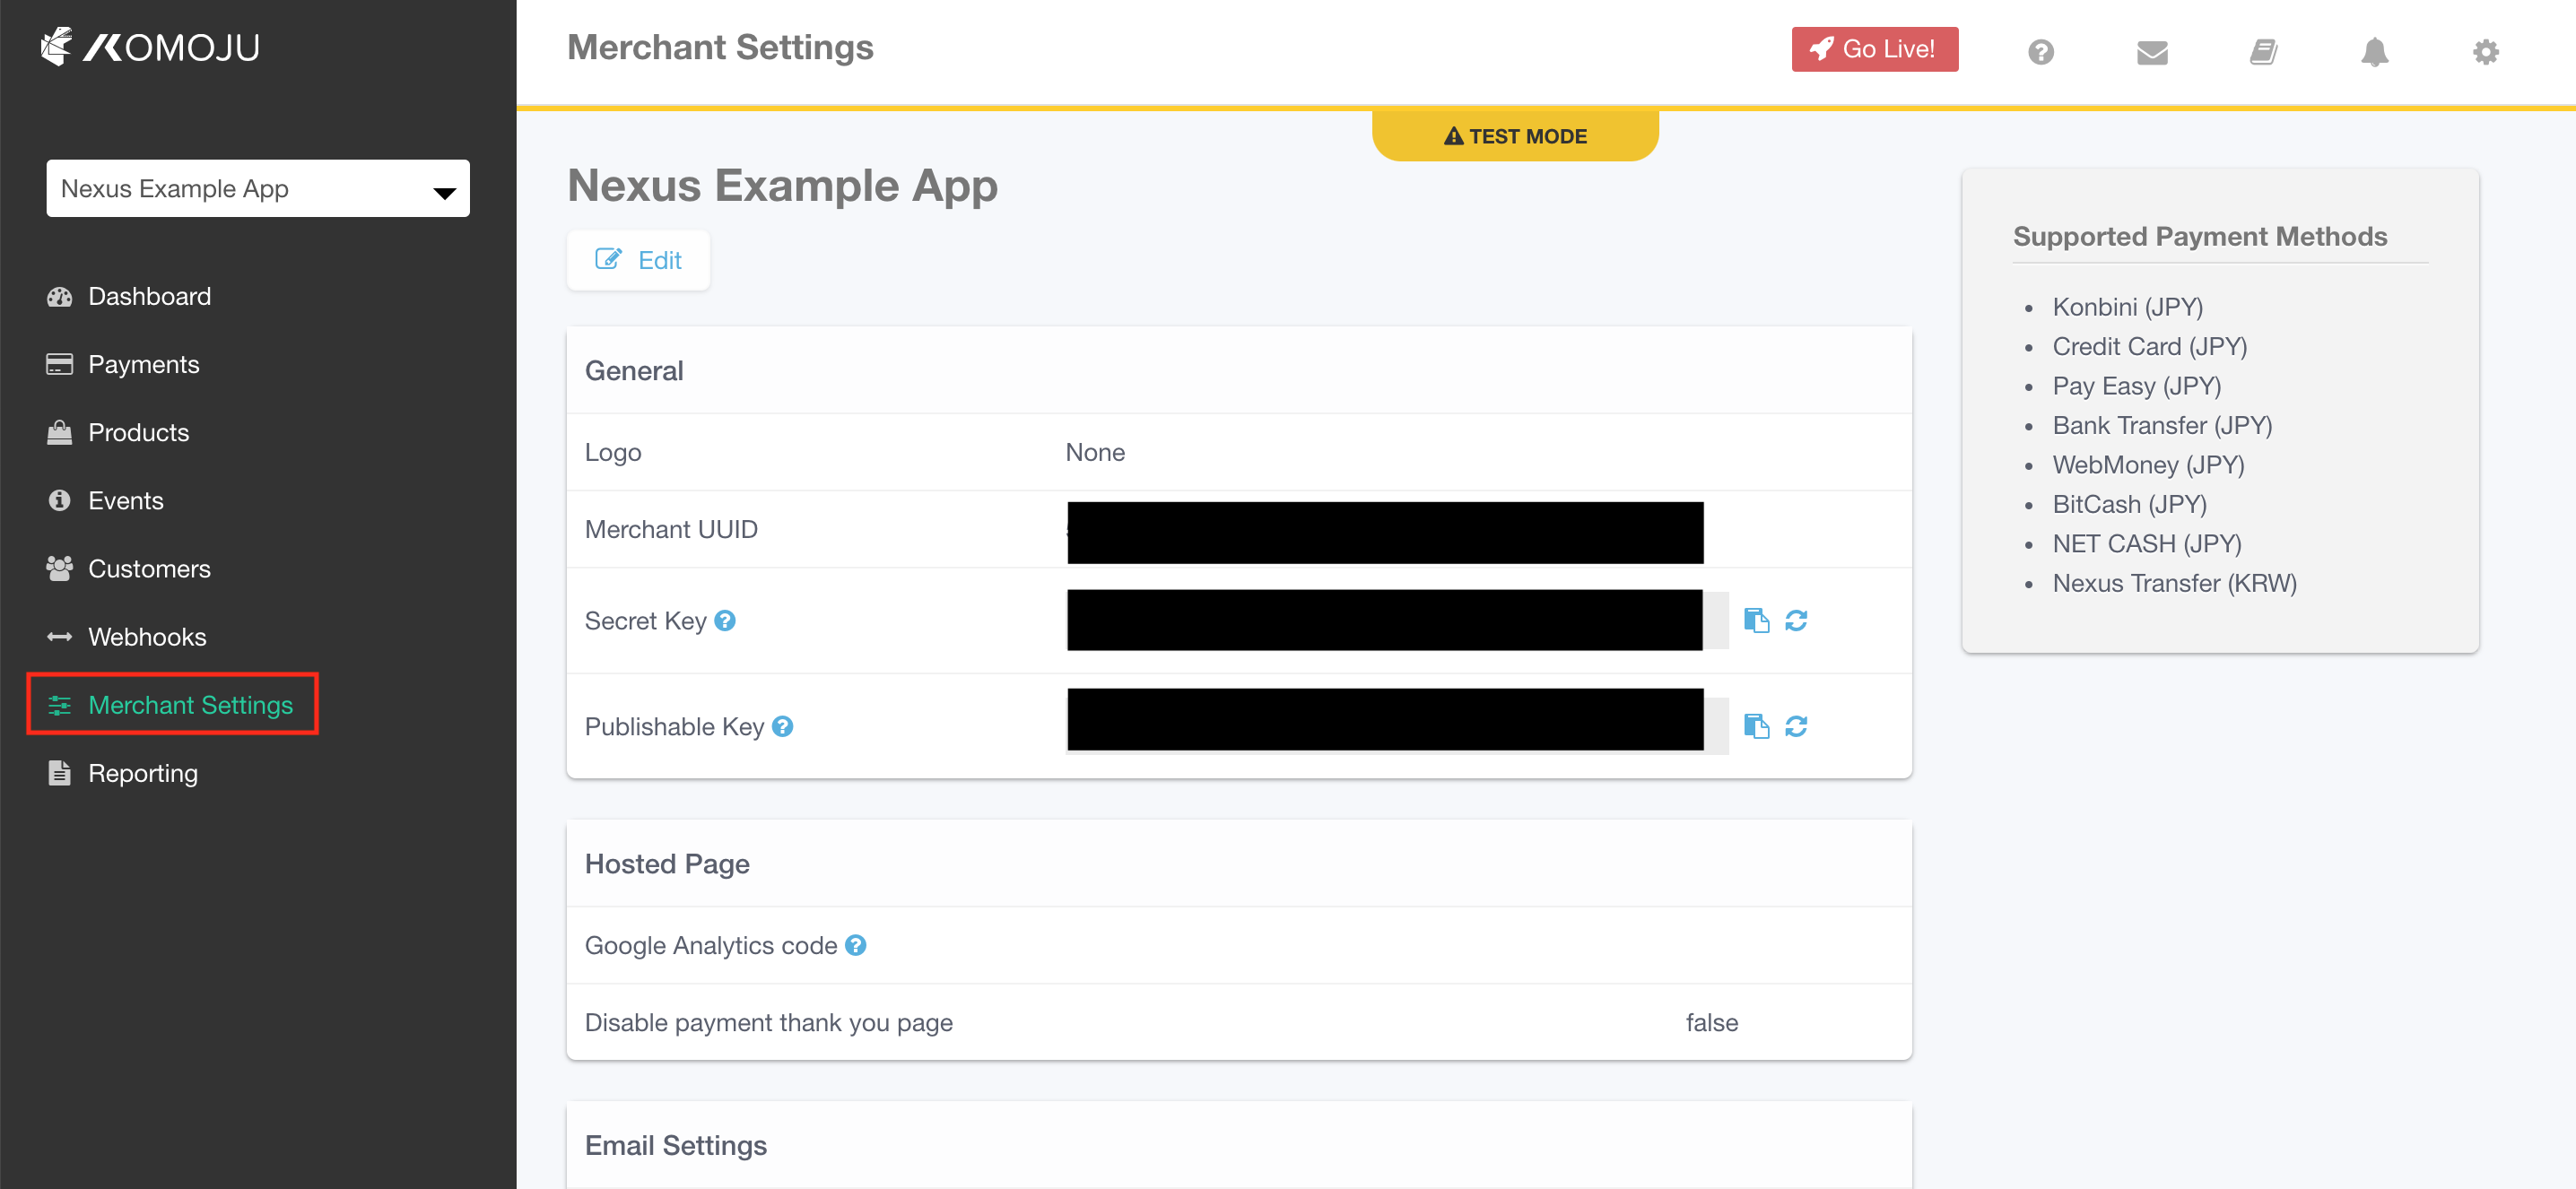 KOMOJU
Merchant Settings
Go Live!
TEST MODE
Nexus Example App
Dashboard
Payments
Products
Events
Customers
Webhooks
Merchant Settings
Reporting
Nexus Example App
Edit
General
Logo None
Merchant UUID
Secret Key
Publishable Key
Hosted Page
Google Analytics code
Disable payment thank you page false
Email Settings
Supported Payment Methods
• Konbini (JPY)
• Credit Card (JPY)
• Pay Easy (JPY)
• Bank Transfer (JPY)
• WebMoney (JPY)
• BitCash (JPY)
• NET CASH (JPY)
• Nexus Transfer (KRW)